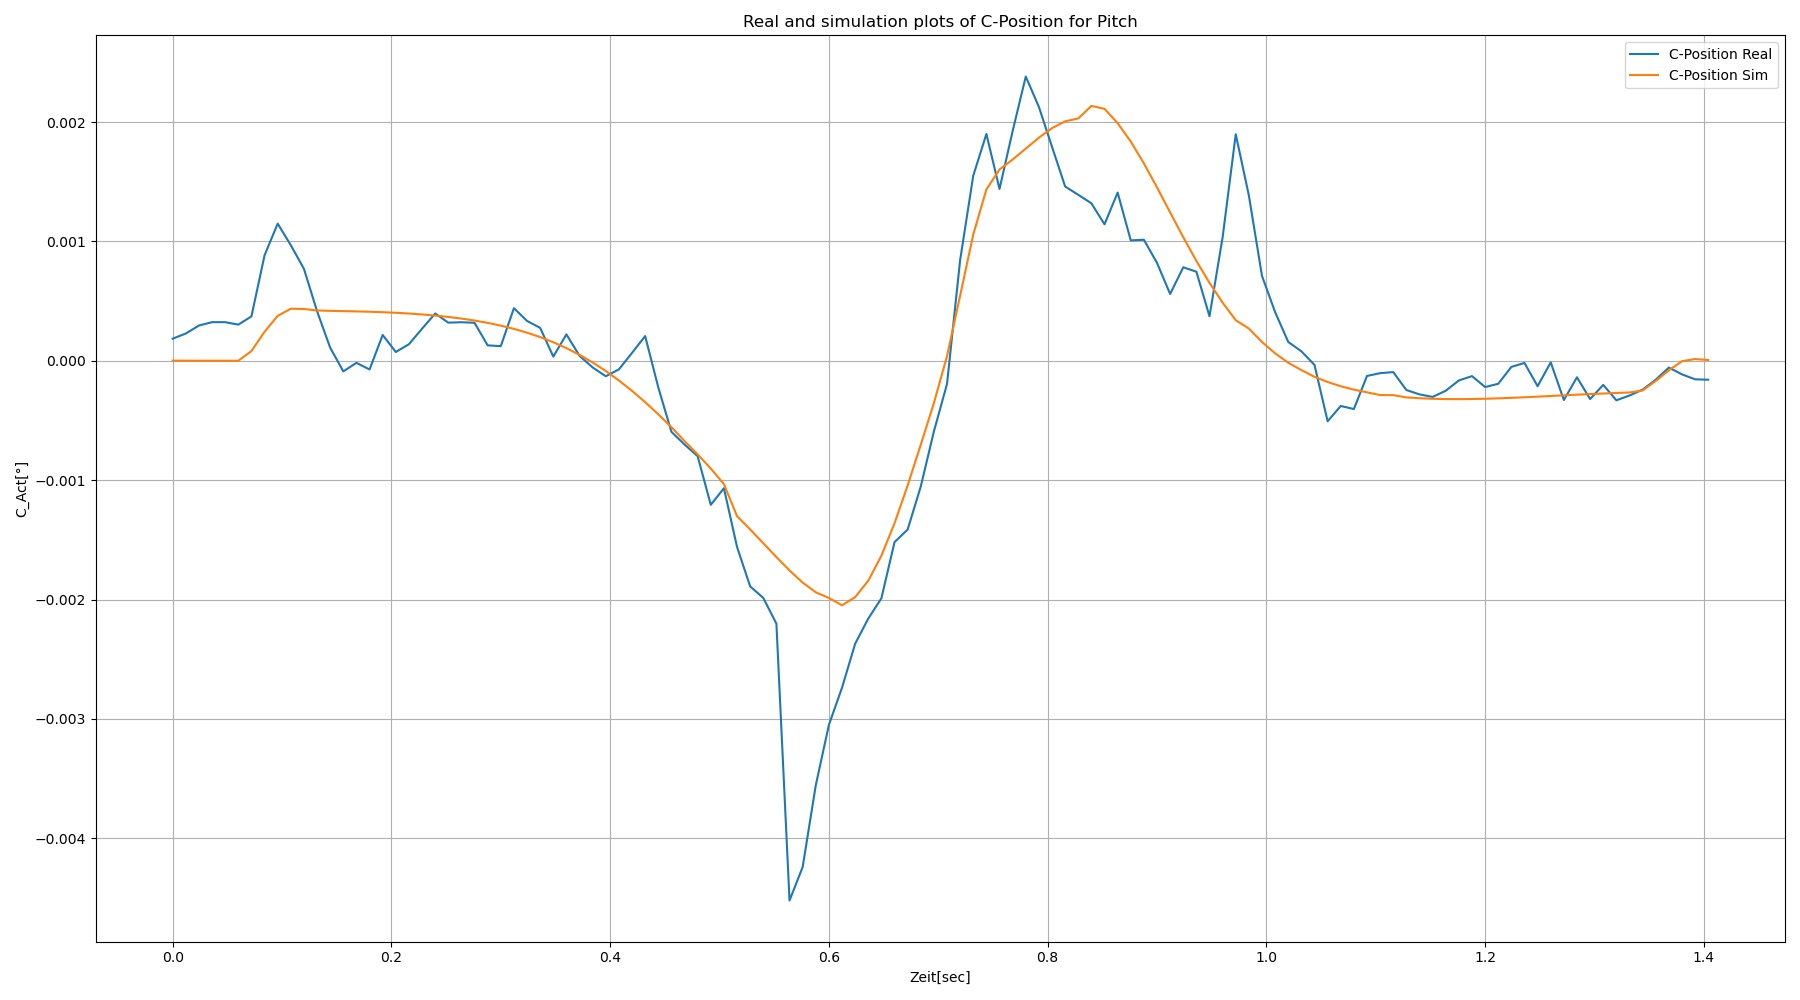 Real and simulation plots of C-Position for Pitch
C-Position Real
C-Position Sim
C_Act[°]
0.002
0.001
0.000
−0.001
−0.002
−0.003
−0.004
0.0 0.2 0.4 0.6 0.8 1.0 1.2 1.4
Zeit[sec]